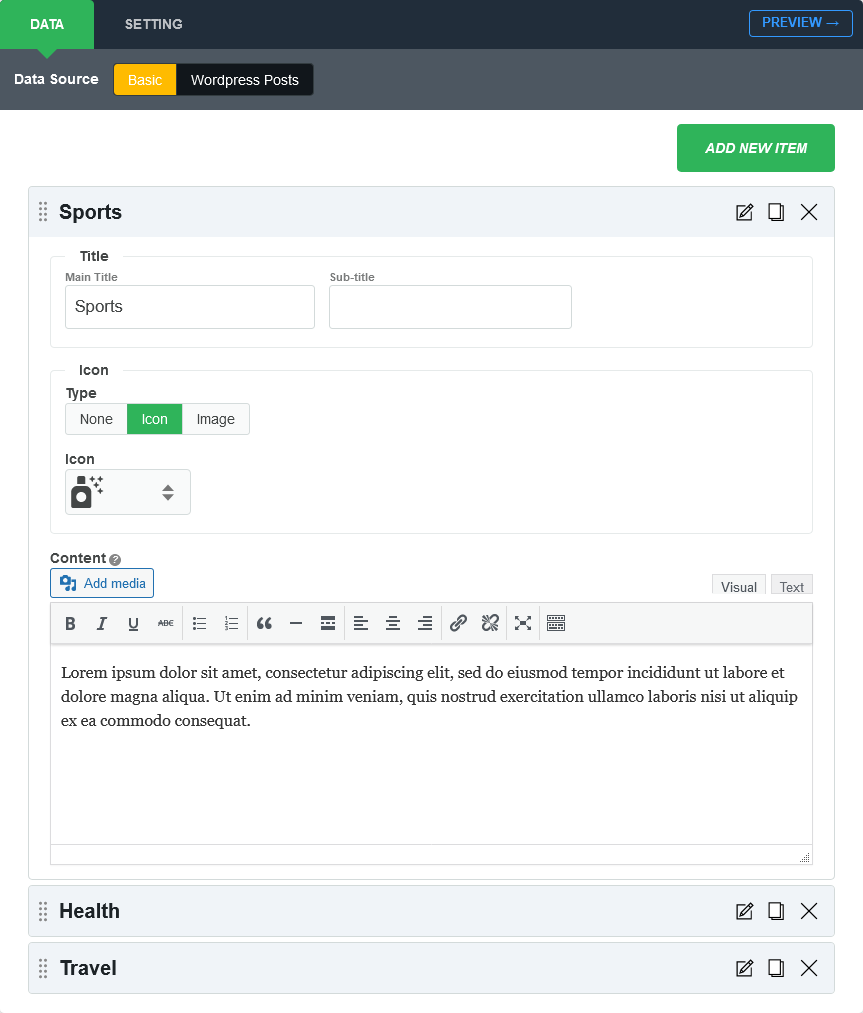 DATA SETTING PREVIEW →
Data Source Basic Wordpress Posts
ADD NEW ITEM
Sports
Title
Main Title Sub-title
Sports
Icon
Type
None Icon Image
Icon
Content ?
Add media Visual Text
B I U ABC
Lorem ipsum dolor sit amet, consectetur adipiscing elit, sed do eiusmod tempor incididunt ut labore et
dolore magna aliqua. Ut enim ad minim veniam, quis nostrud exercitation ullamco laboris nisi ut aliquip
ex ea commodo consequat.
Health
Travel